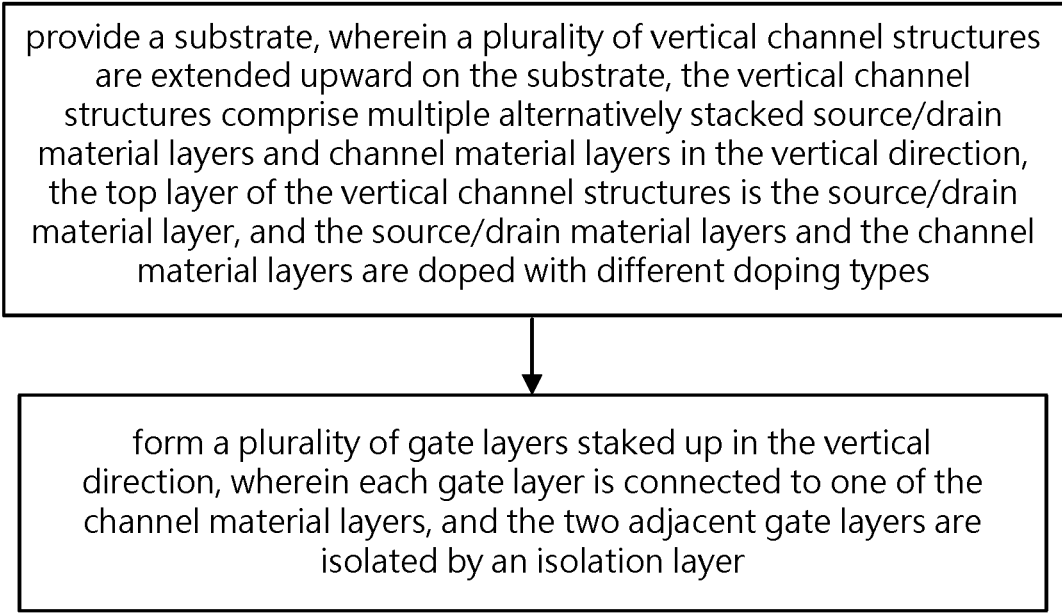 provide a substrate, wherein a plurality of vertical channel structures
are extended upward on the substrate, the vertical channel
structures comprise multiple alternatively stacked source/drain
material layers and channel material layers in the vertical direction,
the top layer of the vertical channel structures is the source/drain
material layer, and the source/drain material layers and the channel
material layers are doped with different doping types
form a plurality of gate layers staked up in the vertical
direction, wherein each gate layer is connected to one of the
channel material layers, and the two adjacent gate layers are
isolated by an isolation layer